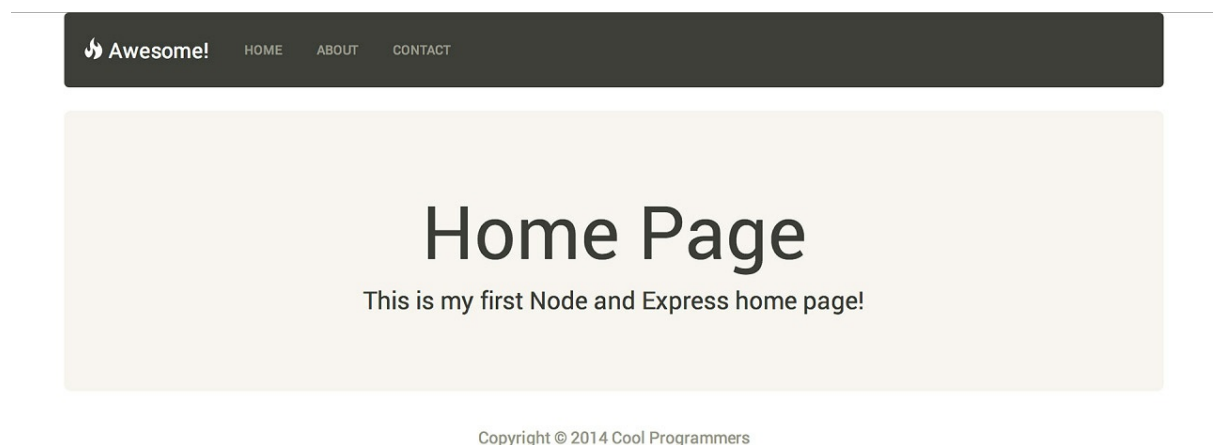 Awesome! HOME ABOUT CONTACT
Home Page
This is my first Node and Express home page!
Copyright © 2014 Cool Programmers